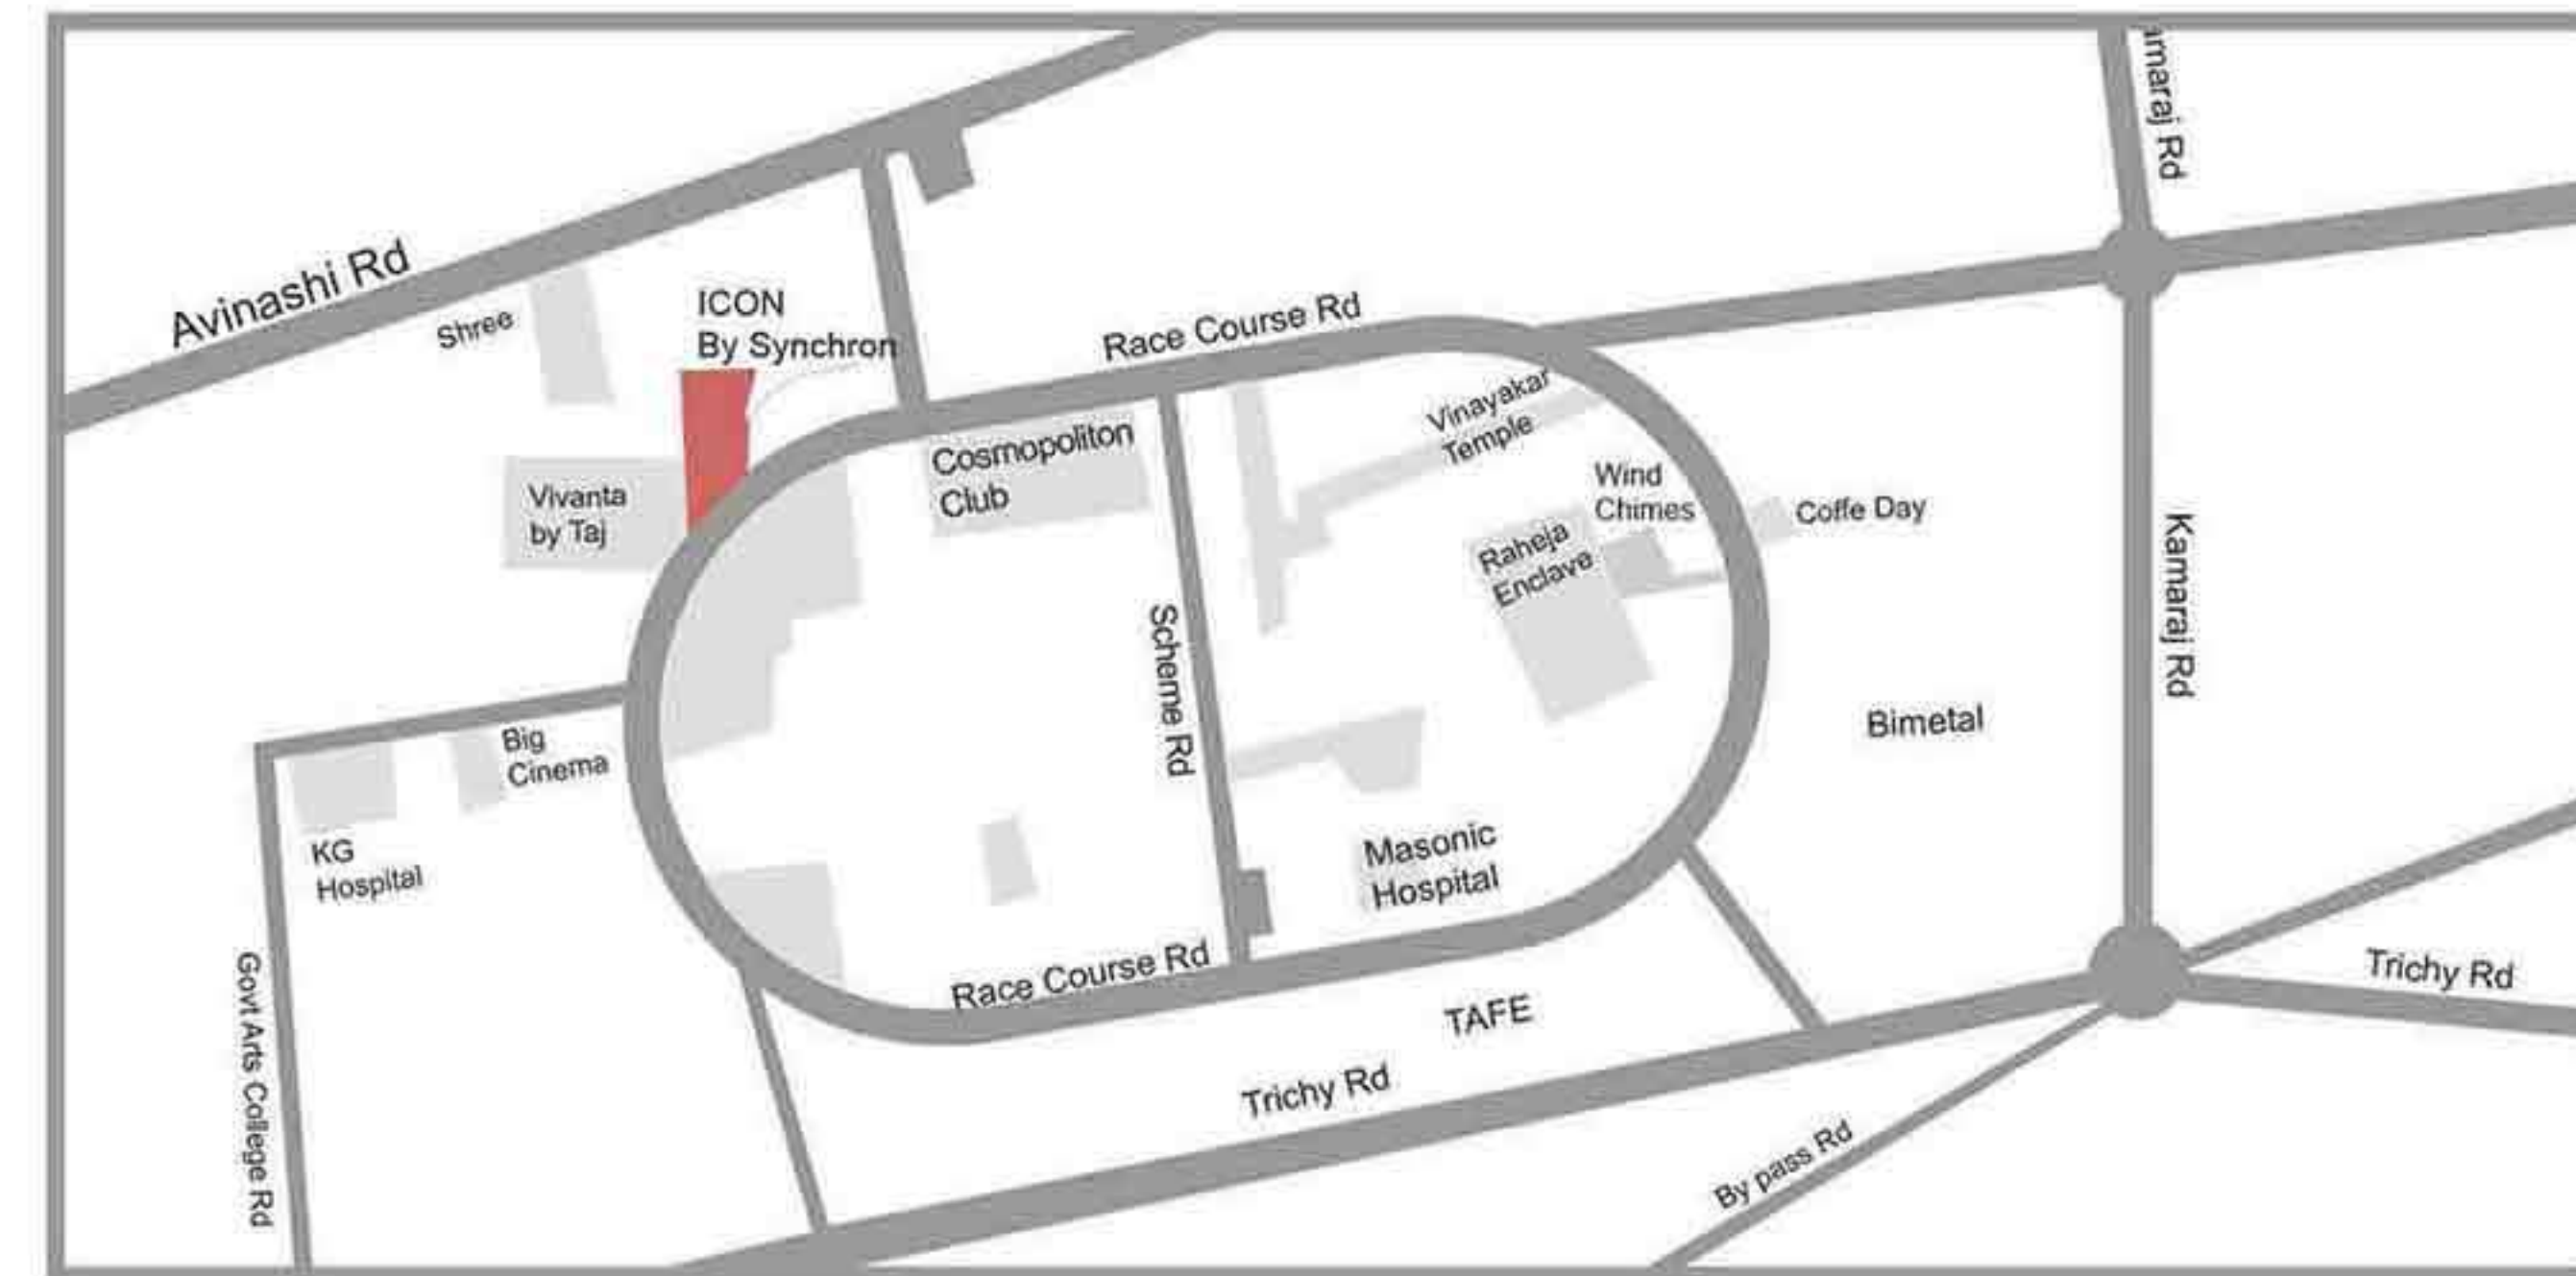 amaraj Rd
Avinashi Rd
Shree
ICON
By Synchron
Race Course Rd
Vinayakar
Temple
Cosmopoliton
Club
Wind
Chimes
Coffe Day
Vivanta
by Taj
Raheja
Enclave
Kamaraj Rd
Scheme Rd
Bimetal
Big
Cinema
KG
Hospital
Masonic
Hospital
Govt Arts College Rd
Race Course Rd
Trichy Rd
TAFE
Trichy Rd
By pass Rd